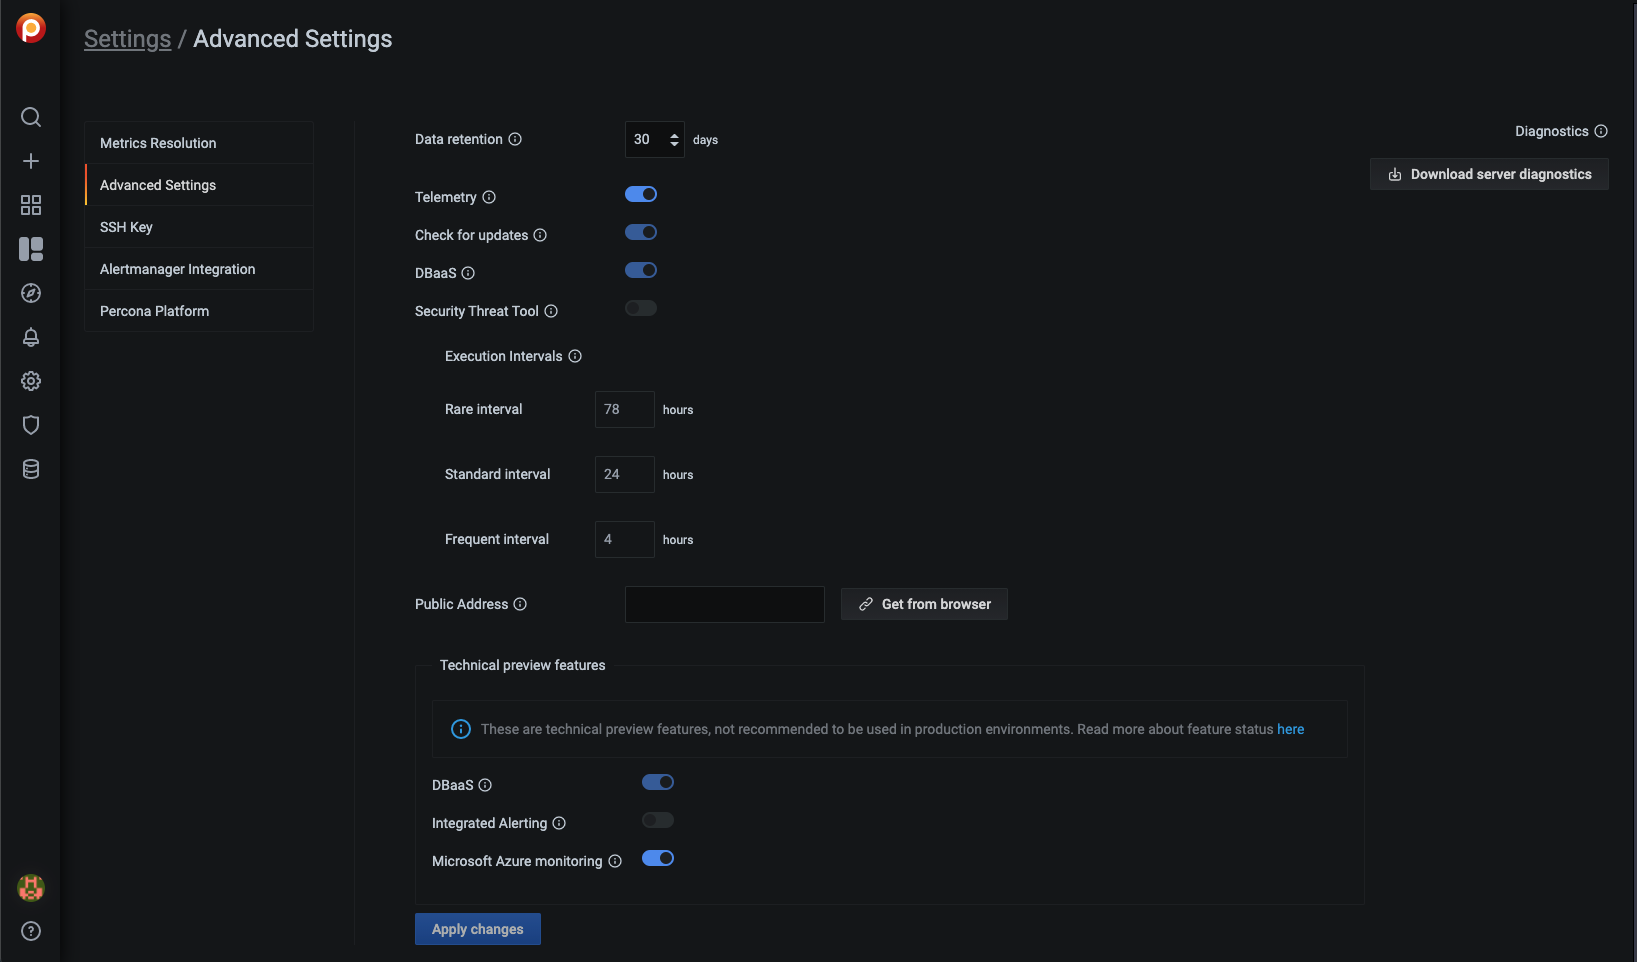 Settings / Advanced Settings
Metrics Resolution
Advanced Settings
SSH Key
Alertmanager Integration
Percona Platform
Data retention
30
days
Diagnostics
Download server diagnostics
Telemetry
Check for updates
DBaaS
Security Threat Tool
Execution Intervals
Rare interval
78
hours
Standard interval
24
hours
Frequent interval
4
hours
Public Address
Get from browser
Technical preview features
These are technical preview features, not recommended to be used in production environments. Read more about feature status here
DBaaS
Integrated Alerting
Microsoft Azure monitoring
Apply changes